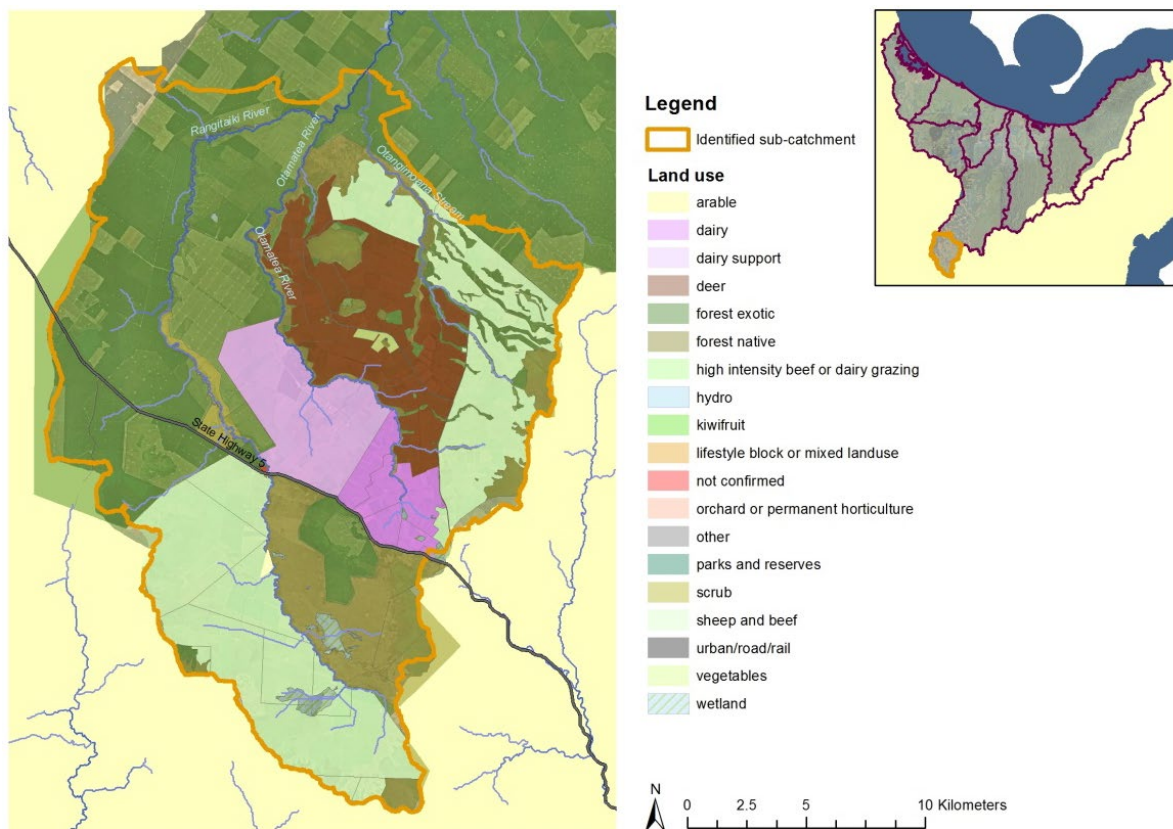 Rangitaiki River
Otamatea River
Otangimoana Stream
Otamatea River
State Highway 5
Legend
Identified sub-catchment
Land use
arable
dairy
dairy support
deer
forest exotic
forest native
high intensity beef or dairy grazing
hydro
kiwifruit
lifestyle block or mixed landuse
not confirmed
orchard or permanent horticulture
other
parks and reserves
scrub
sheep and beef
urban/road/rail
vegetables
wetland
N
0 2.5 5 10 Kilometers